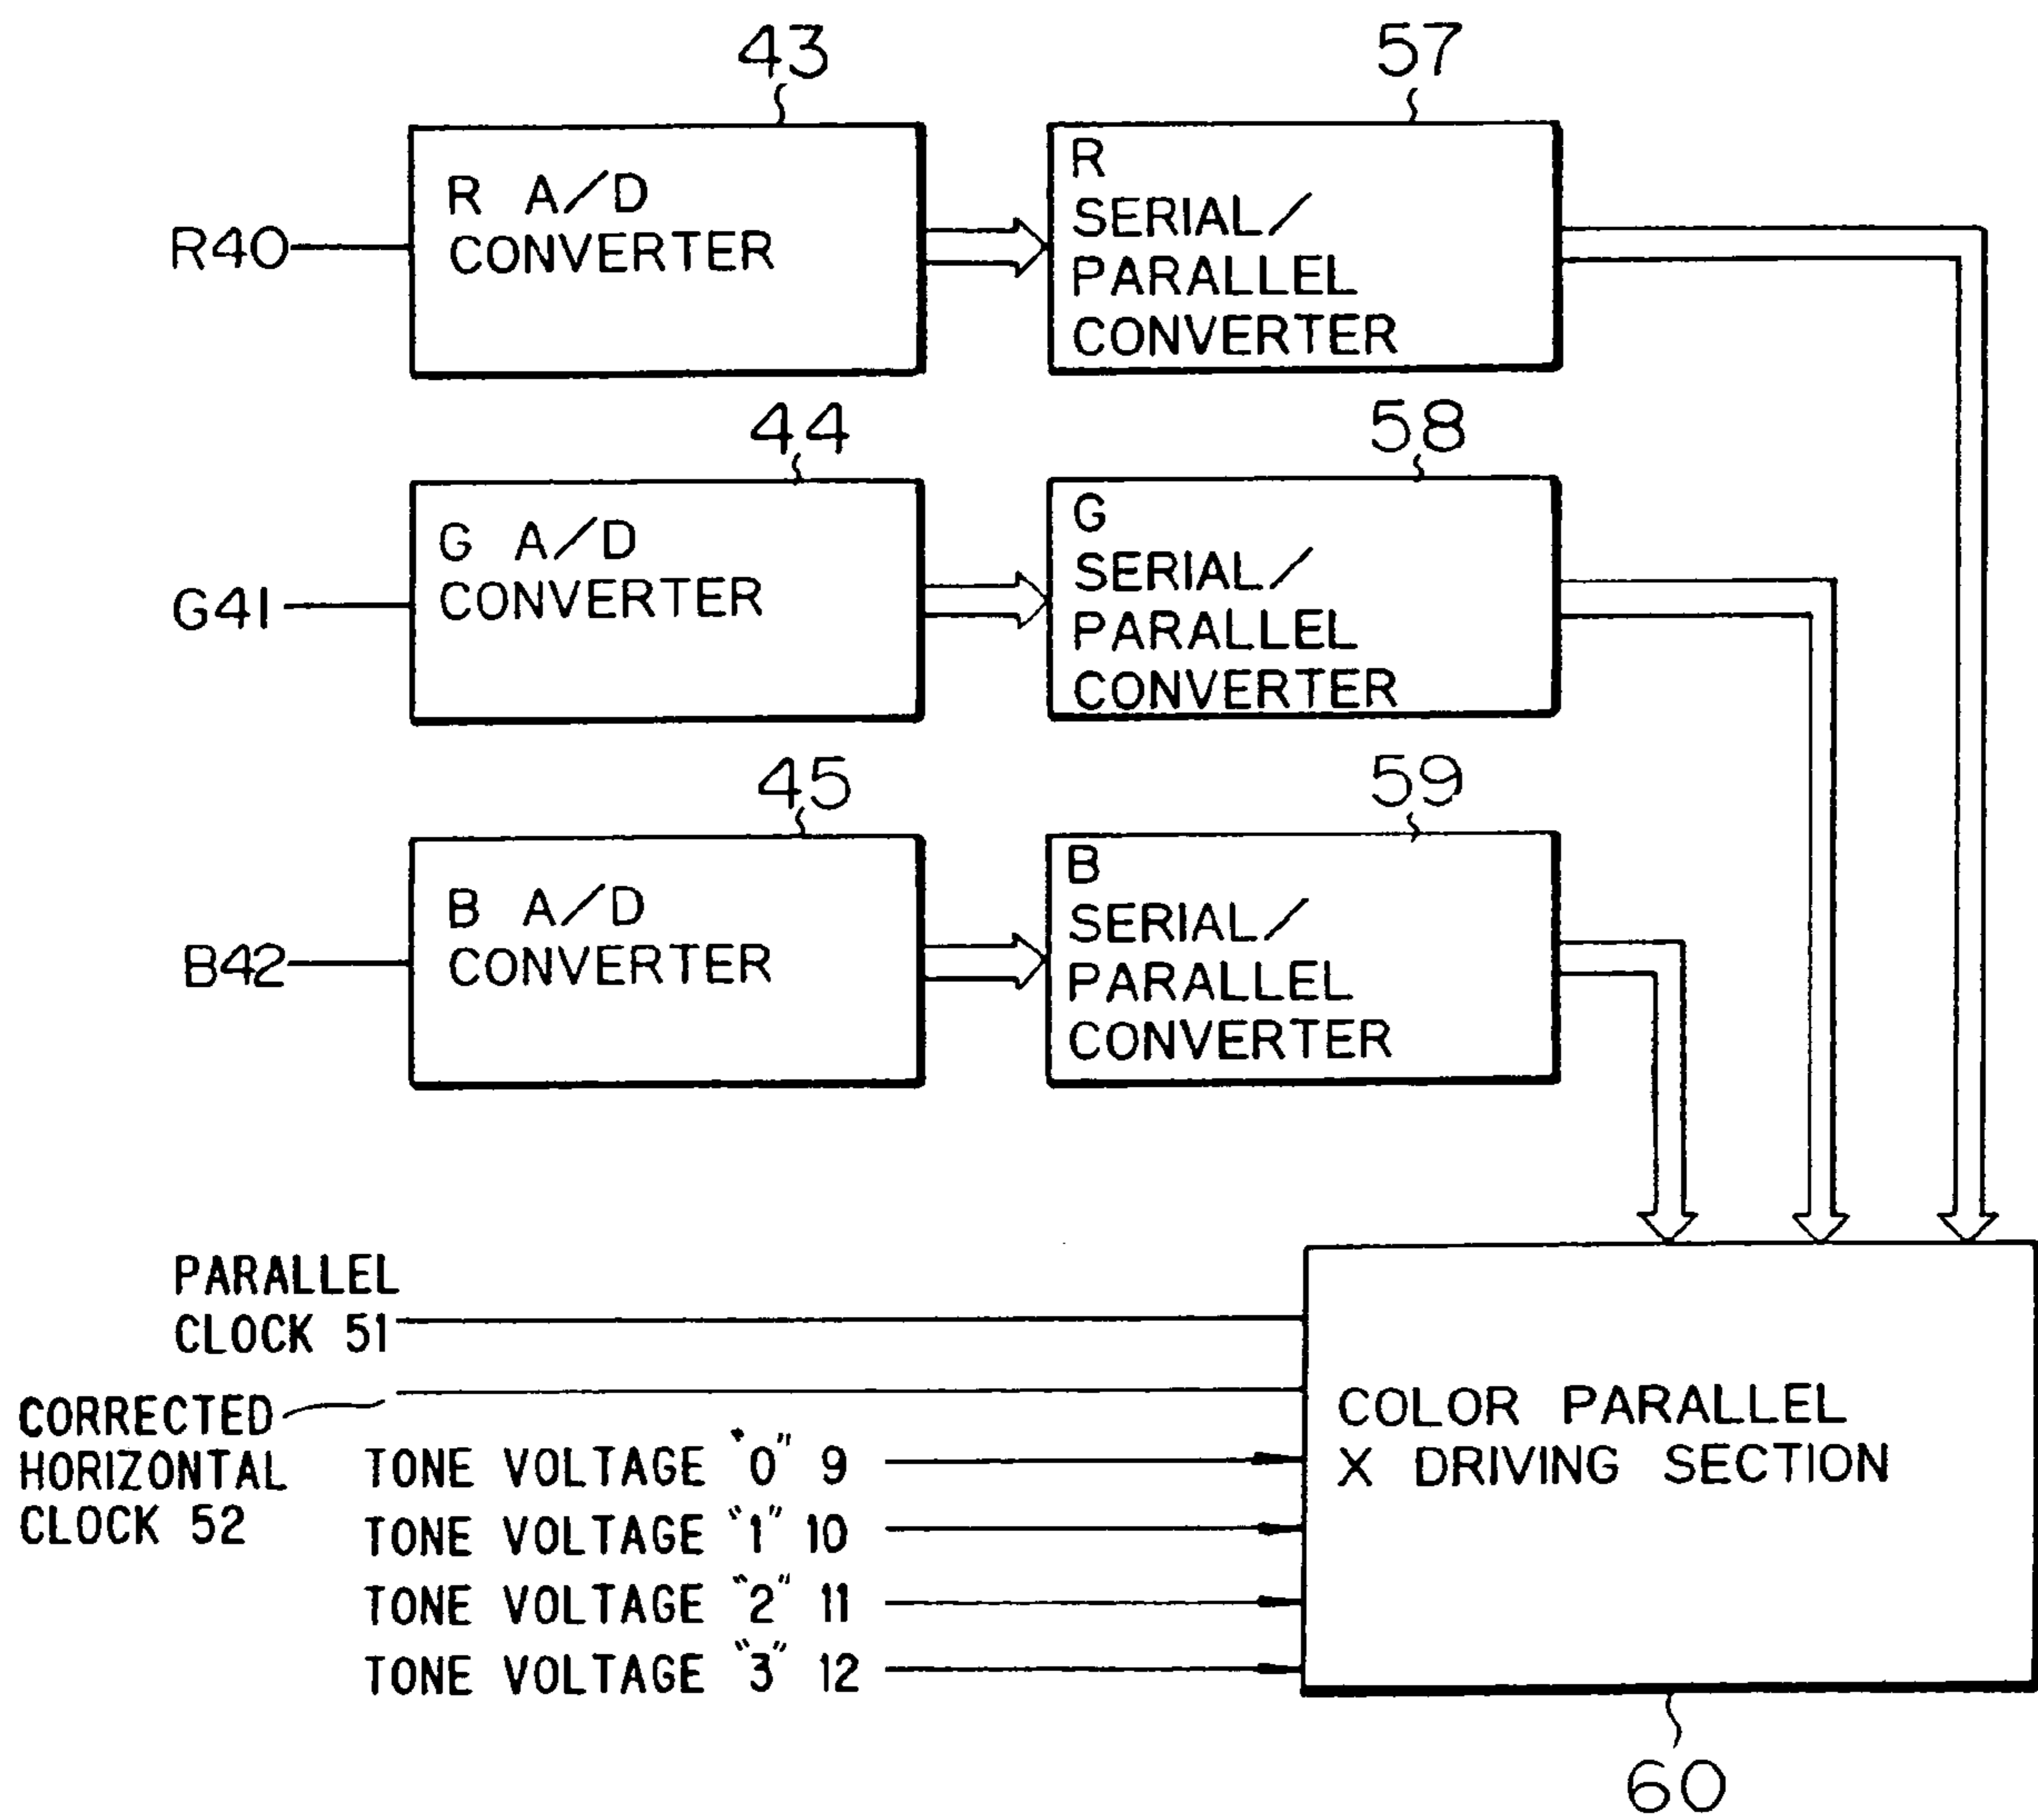 43
57
R A/D
CONVERTER
R
SERIAL/
PARALLEL
CONVERTER
R40
44
58
G A/D
CONVERTER
G
SERIAL/
PARALLEL
CONVERTER
G41
45
59
B A/D
CONVERTER
B
SERIAL/
PARALLEL
CONVERTER
B42
PARALLEL
CLOCK 51
CORRECTED
HORIZONTAL
CLOCK 52
TONE VOLTAGE "0" 9
TONE VOLTAGE "1" 10
TONE VOLTAGE "2" 11
TONE VOLTAGE "3" 12
COLOR PARALLEL
X DRIVING SECTION
60